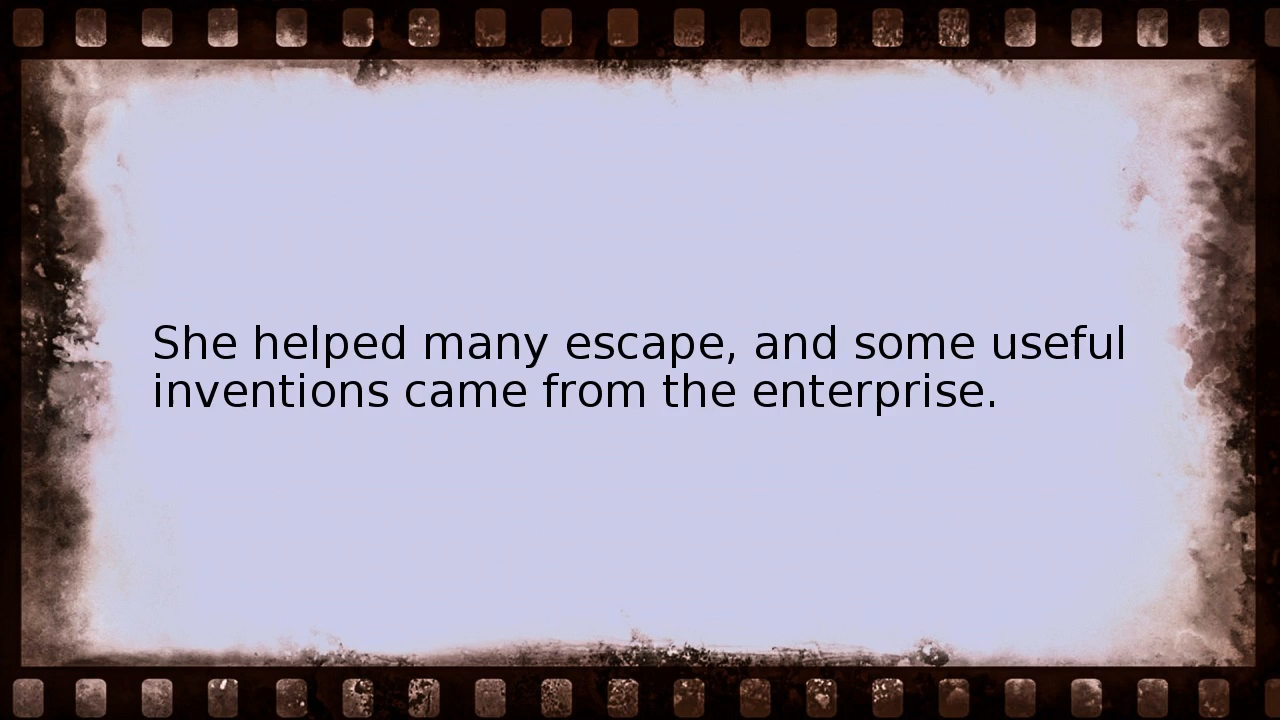 She helped many escape, and some useful
inventions came from the enterprise.